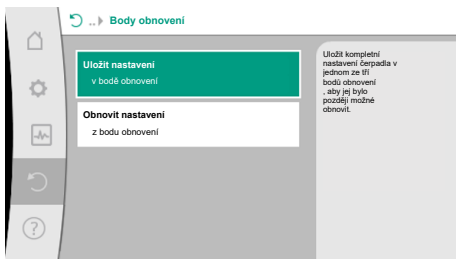 .. Body obnovení
Uložit nastavení
v bodě obnovení
Obnovit nastavení
z bodu obnovení
Uložit kompletní
nastavení čerpadla v
jednom ze tří
bodů obnovení
, aby jej bylo
později možné
obnovit.
?